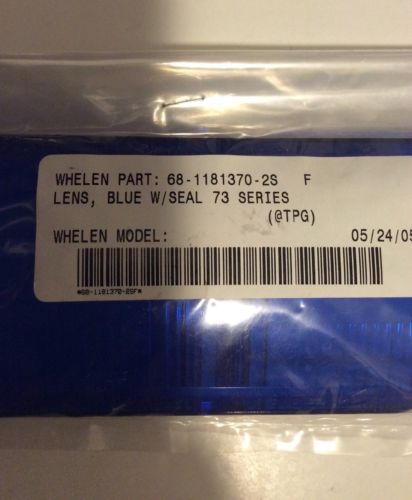 WHELEN PART: 68-1181370-2S F
LENS, BLUE W/SEAL 73 SERIES
(@TPG)
WHELEN MODEL: 05/24/05
*68-1181370-2SF*